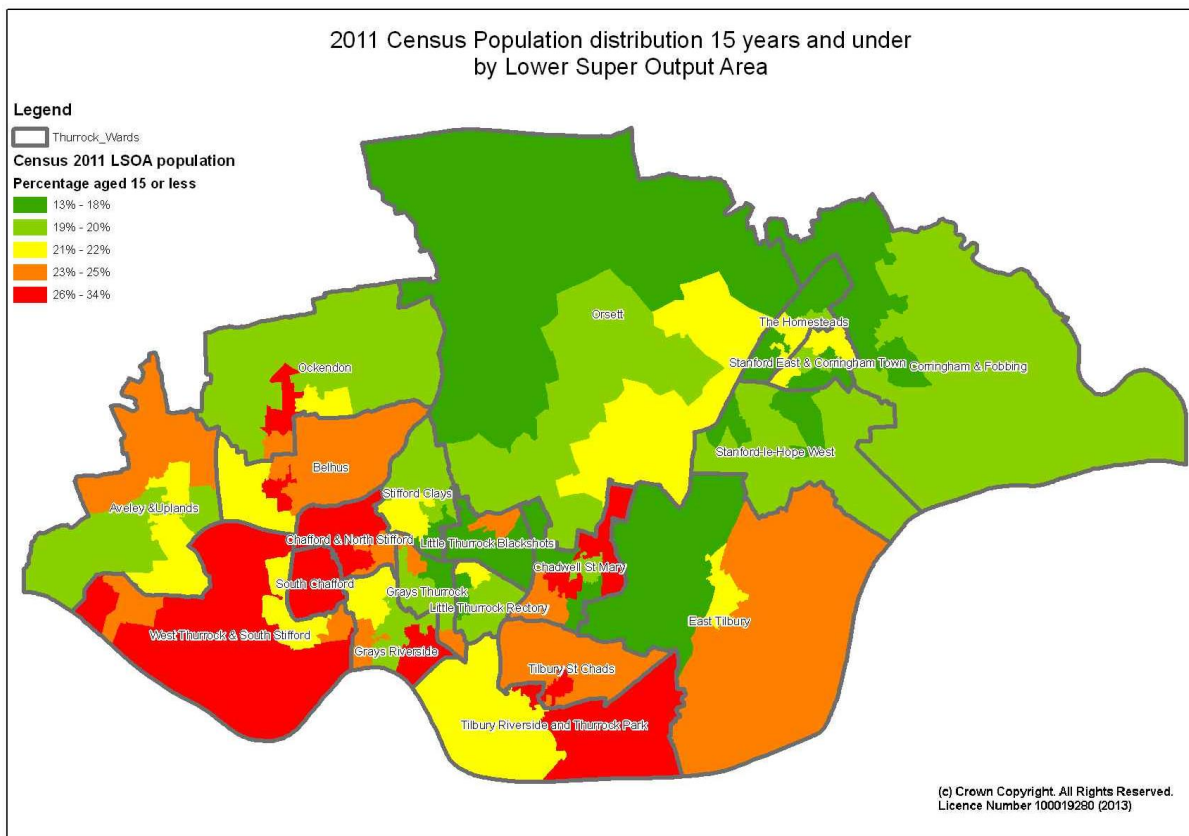 2011 Census Population distribution 15 years and under
by Lower Super Output Area
Legend
Thurrock_Wards
Census 2011 LSOA population
Percentage aged 15 or less
13% - 18%
19% - 20%
21% - 22%
23% - 25%
26% - 34%
Orsett
The Homesteads
Stanford East & Corringham Town
Corringham & Fobbing
Ockendon
Stanford-le-Hope West
Belhus
Stifford Clays
Aveley &Uplands
Chafford & North Stifford
Little Thurrock Blackshots
Chadwell St Mary
South Chafford
Grays Thurrock
Little Thurrock Rectory
East Tilbury
West Thurrock & South Stifford
Grays Riverside
Tilbury St Chads
Tilbury Riverside and Thurrock Park
(c) Crown Copyright. All Rights Reserved.
Licence Number 100019280 (2013)